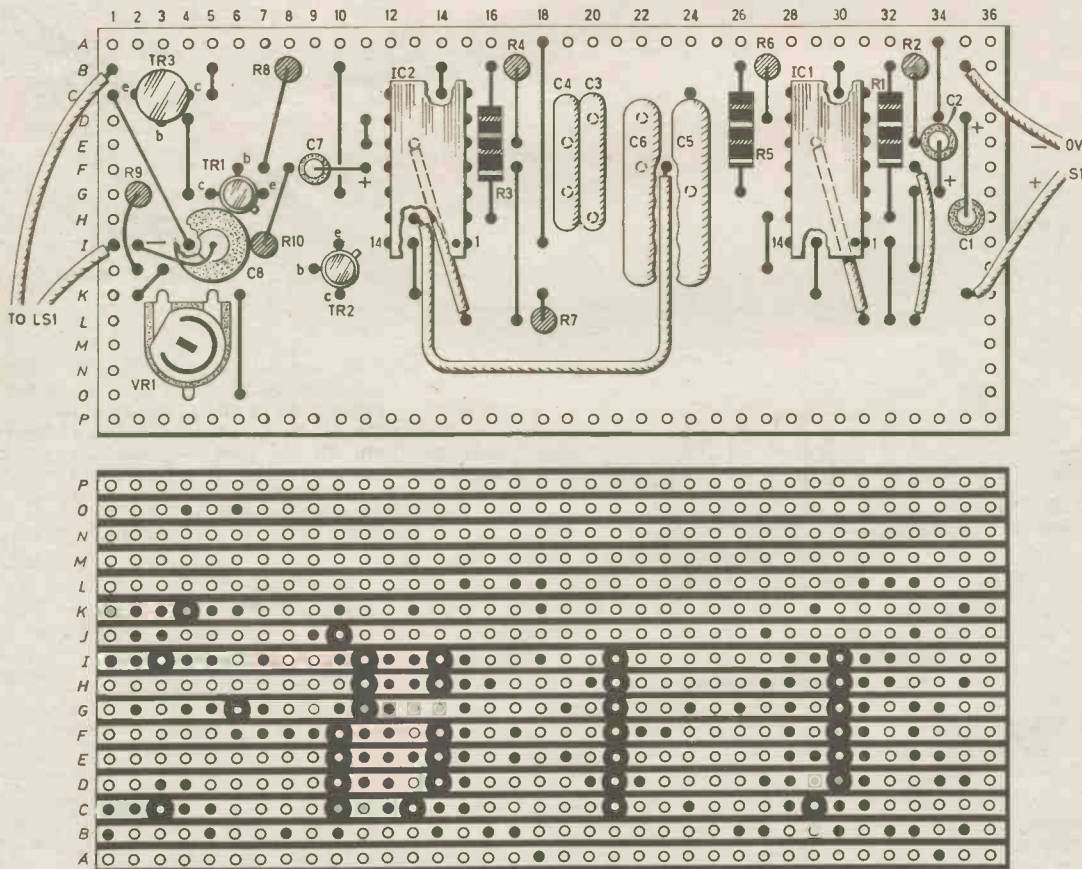 1 2 3 4 5 6 7 8 9 10 12 14 16 18 20 22 24 26 28 30 32 34 36
A
B
C
D
E
F
G
H
I
K
L
M
N
O
P
TR3
e
c
b
R8
R4
R6
R2
IC2
C4
C3
IC1
R1
C2
+
0V
−
+
S1
C7
+
R3
C6
C5
R5
TR1
b
c
e
R9
R10
C8
−
14
1
14
1
C1
e
b
c
TR2
R7
TO LS1
VR1
P
O
N
M
L
K
J
I
H
G
F
E
D
C
B
A